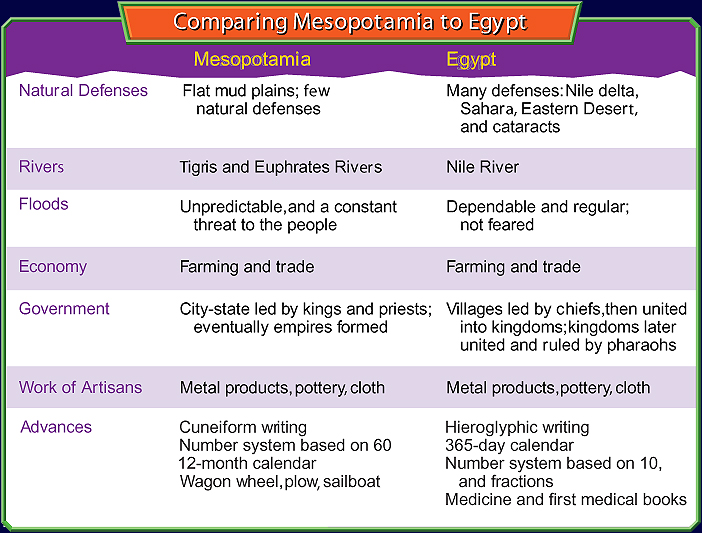 Comparing Mesopotamia to Egypt
Mesopotamia Egypt
Natural Defenses
Flat mud plains; few
natural defenses
Many defenses: Nile delta,
Sahara, Eastern Desert,
and cataracts
Rivers
Tigris and Euphrates Rivers
Nile River
Floods
Unpredictable, and a constant
threat to the people
Dependable and regular;
not feared
Economy
Farming and trade
Farming and trade
Government
City-state led by kings and priests;
eventually empires formed
Villages led by chiefs, then united
into kingdoms; kingdoms later
united and ruled by pharaohs
Work of Artisans
Metal products, pottery, cloth
Metal products, pottery, cloth
Advances
Cuneiform writing
Number system based on 60
12-month calendar
Wagon wheel, plow, sailboat
Hieroglyphic writing
365-day calendar
Number system based on 10,
and fractions
Medicine and first medical books